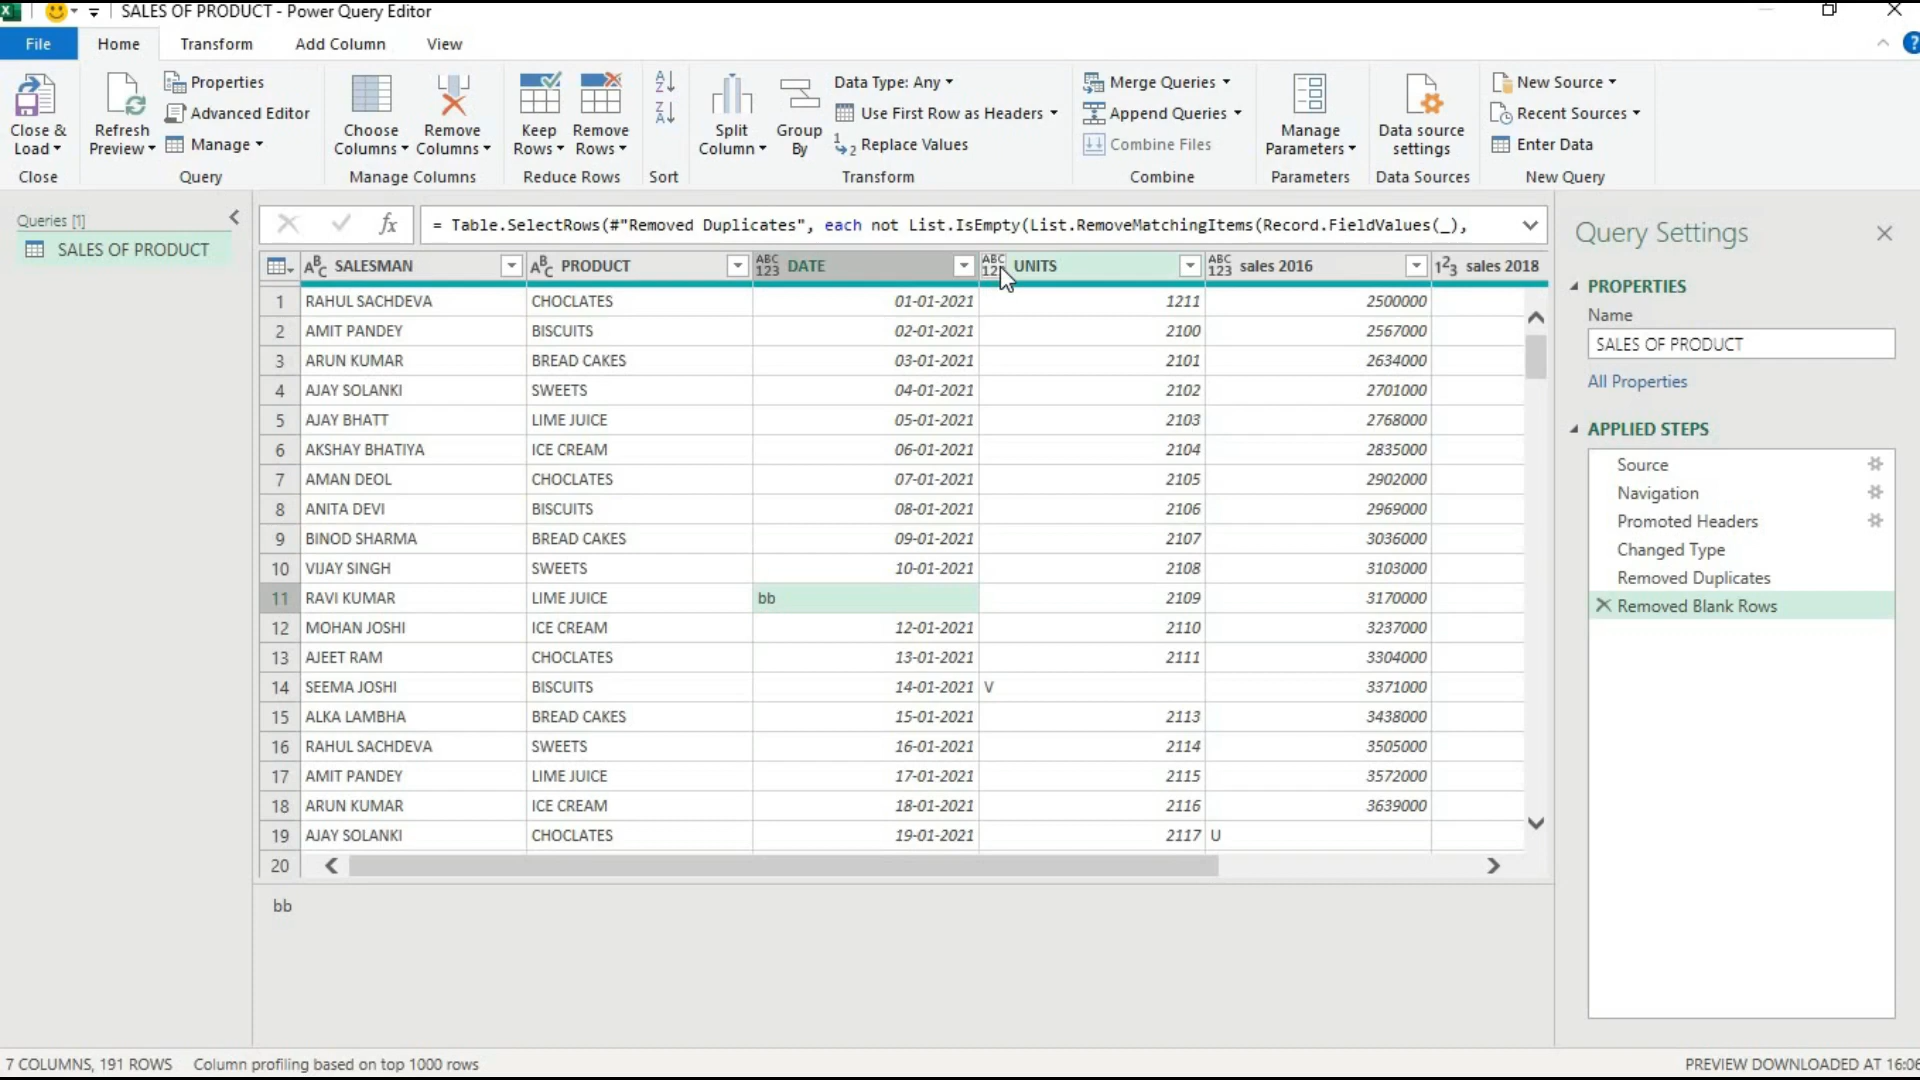 SALES OF PRODUCT - Power Query Editor
File Home Transform Add Column View
Close & Load
Close
Refresh Preview
Properties
Advanced Editor
Manage
Query
Choose Columns
Remove Columns
Manage Columns
Keep Rows
Remove Rows
Reduce Rows
A Z
Z A
Sort
Split Column
Group By
Data Type: Any
Use First Row as Headers
1 2 Replace Values
Transform
Merge Queries
Append Queries
Combine Files
Combine
Manage Parameters
Parameters
Data source settings
Data Sources
New Source
Recent Sources
Enter Data
New Query
Queries [1]
SALES OF PRODUCT
fx = Table.SelectRows(#"Removed Duplicates", each not List.IsEmpty(List.RemoveMatchingItems(Record.FieldValues(_),
ABC SALESMAN ABC PRODUCT ABC 123 DATE ABC 123 UNITS ABC 123 sales 2016 123 sales 2018
1 RAHUL SACHDEVA CHOCLATES 01-01-2021 1211 2500000
2 AMIT PANDEY BISCUITS 02-01-2021 2100 2567000
3 ARUN KUMAR BREAD CAKES 03-01-2021 2101 2634000
4 AJAY SOLANKI SWEETS 04-01-2021 2102 2701000
5 AJAY BHATT LIME JUICE 05-01-2021 2103 2768000
6 AKSHAY BHATIYA ICE CREAM 06-01-2021 2104 2835000
7 AMAN DEOL CHOCLATES 07-01-2021 2105 2902000
8 ANITA DEVI BISCUITS 08-01-2021 2106 2969000
9 BINOD SHARMA BREAD CAKES 09-01-2021 2107 3036000
10 VIJAY SINGH SWEETS 10-01-2021 2108 3103000
11 RAVI KUMAR LIME JUICE bb 2109 3170000
12 MOHAN JOSHI ICE CREAM 12-01-2021 2110 3237000
13 AJEET RAM CHOCLATES 13-01-2021 2111 3304000
14 SEEMA JOSHI BISCUITS 14-01-2021 V 3371000
15 ALKA LAMBHA BREAD CAKES 15-01-2021 2113 3438000
16 RAHUL SACHDEVA SWEETS 16-01-2021 2114 3505000
17 AMIT PANDEY LIME JUICE 17-01-2021 2115 3572000
18 ARUN KUMAR ICE CREAM 18-01-2021 2116 3639000
19 AJAY SOLANKI CHOCLATES 19-01-2021 2117 U
20
bb
Query Settings
PROPERTIES
Name
SALES OF PRODUCT
All Properties
APPLIED STEPS
Source
Navigation
Promoted Headers
Changed Type
Removed Duplicates
Removed Blank Rows
7 COLUMNS, 191 ROWS Column profiling based on top 1000 rows
PREVIEW DOWNLOADED AT 16:06